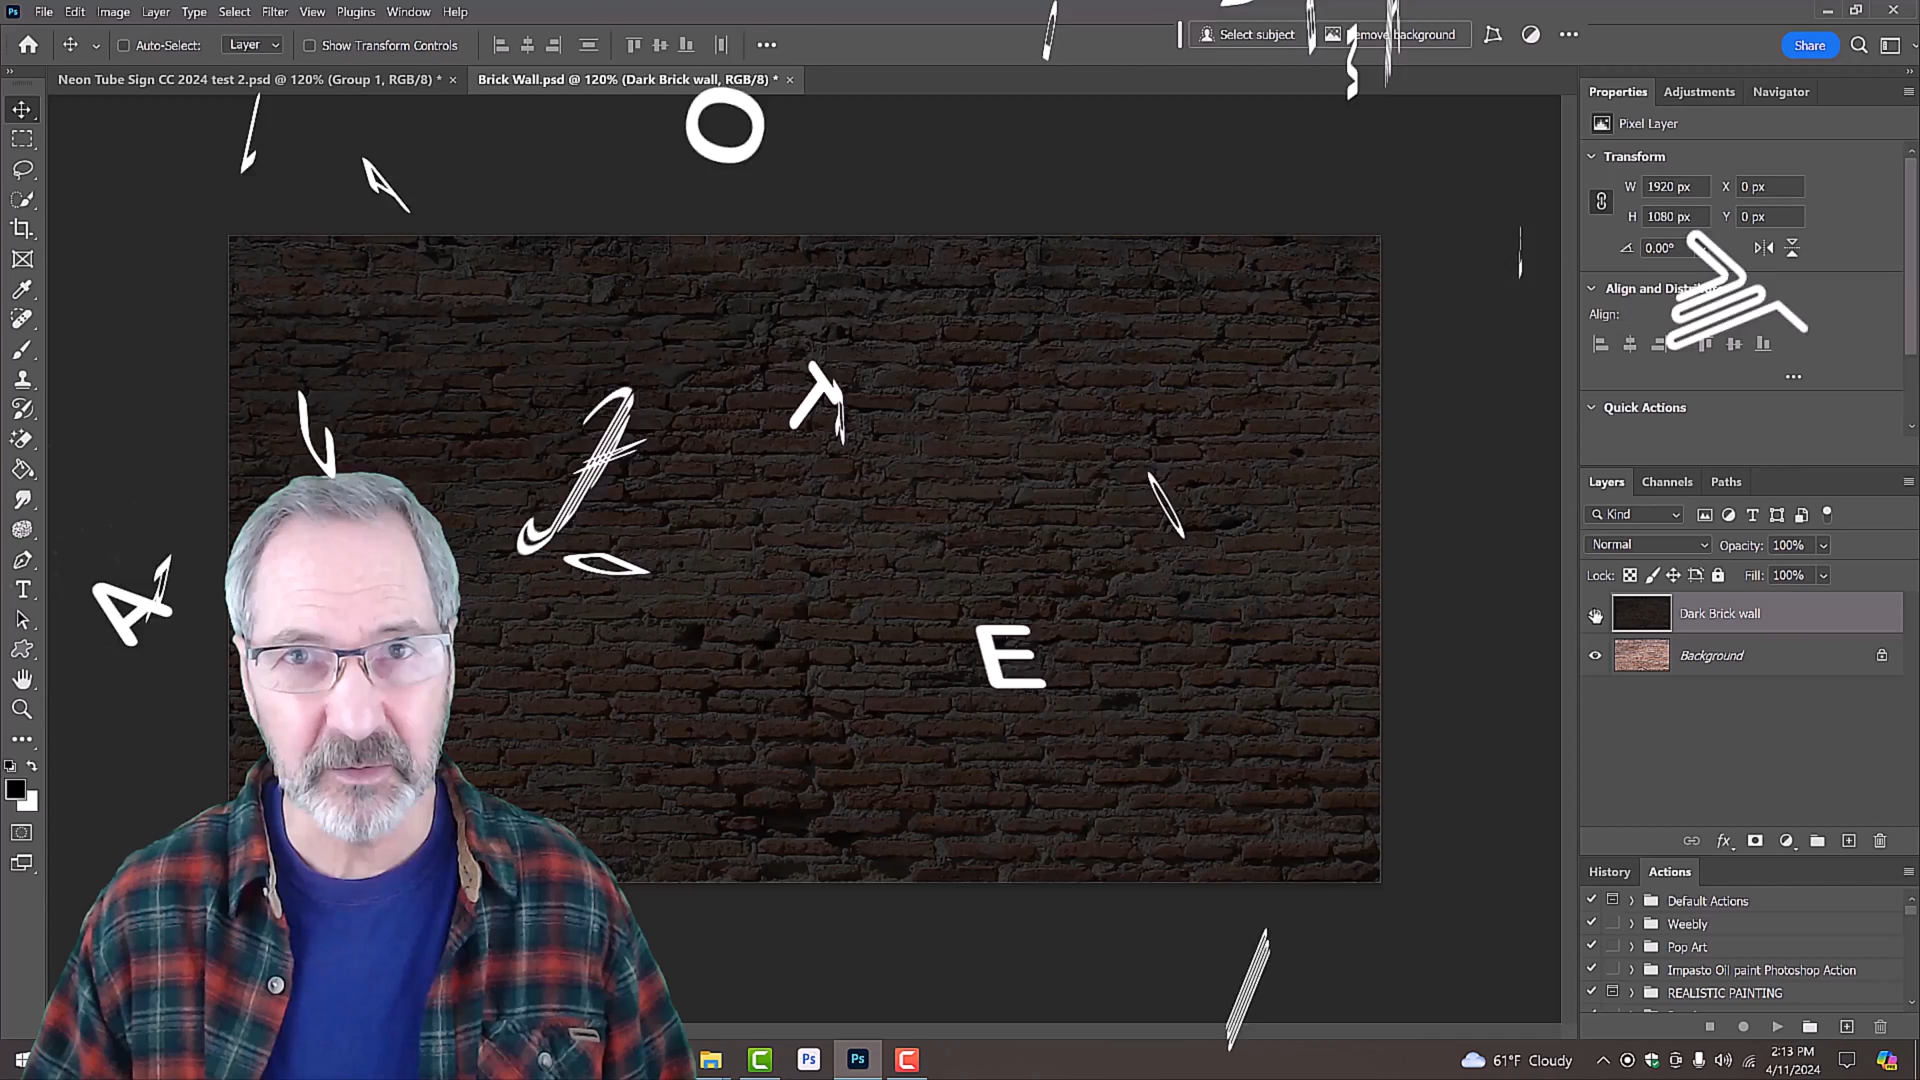 File Edit Image Layer Type Select Filter View Plugins Window Help
Auto-Select: Layer Show Transform Controls
Select subject
background
Share
Neon Tube Sign CC 2024 test 2.psd @ 120% (Group 1, RGB/8) *
Brick Wall.psd @ 120% (Dark Brick wall, RGB/8) *
Properties Adjustments Navigator
Pixel Layer
Transform
W 1920 px X 0 px
H 1080 px Y 0 px
0.00°
Align and
Align:
Quick Actions
Layers Channels Paths
Kind
Normal Opacity: 100%
Lock: Fill: 100%
Dark Brick wall
Background
History Actions
Default Actions
Weebly
Pop Art
Impasto Oil paint Photoshop Action
REALISTIC PAINTING
O
A
E
A
Ps
Ps
61°F Cloudy
2:13 PM
4/11/2024